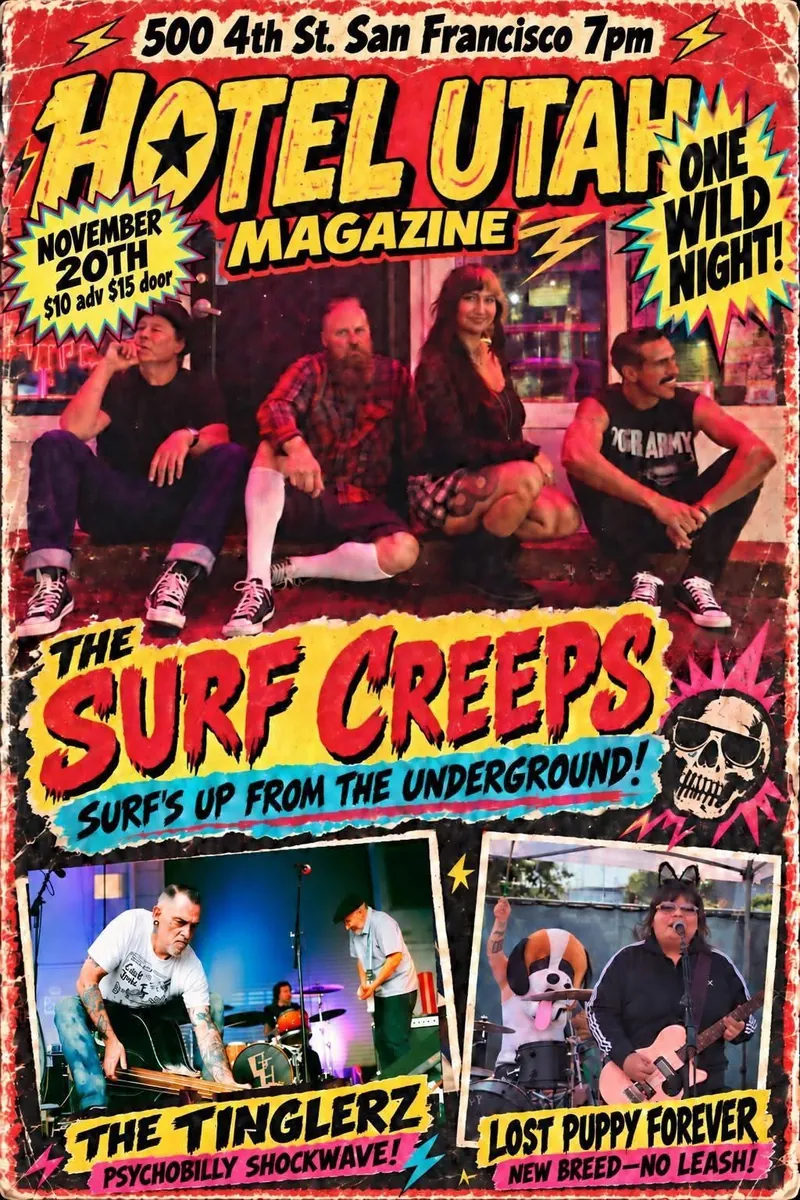 500 4th St. San Francisco 7pm
HOTEL UTAH
MAGAZINE
ONE
WILD
NIGHT!
NOVEMBER
20TH
$10 adv $15 door
THE
SURF CREEPS
SURF'S UP FROM THE UNDERGROUND!
THE TINGLERZ
PSYCHOBILLY SHOCKWAVE!
LOST PUPPY FOREVER
NEW BREED—NO LEASH!
ARMY